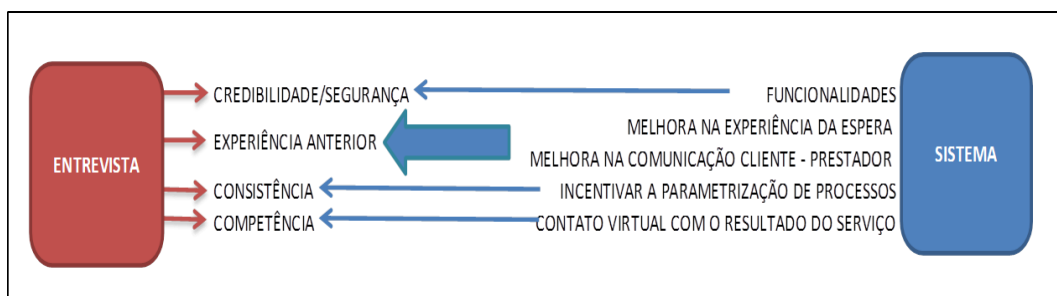 ENTREVISTA
CREDIBILIDADE/SEGURANÇA
EXPERIÊNCIA ANTERIOR
CONSISTÊNCIA
COMPETÊNCIA
FUNCIONALIDADES
MELHORA NA EXPERIÊNCIA DA ESPERA
MELHORA NA COMUNICAÇÃO CLIENTE - PRESTADOR
INCENTIVAR A PARAMETRIZAÇÃO DE PROCESSOS
CONTATO VIRTUAL COM O RESULTADO DO SERVIÇO
SISTEMA